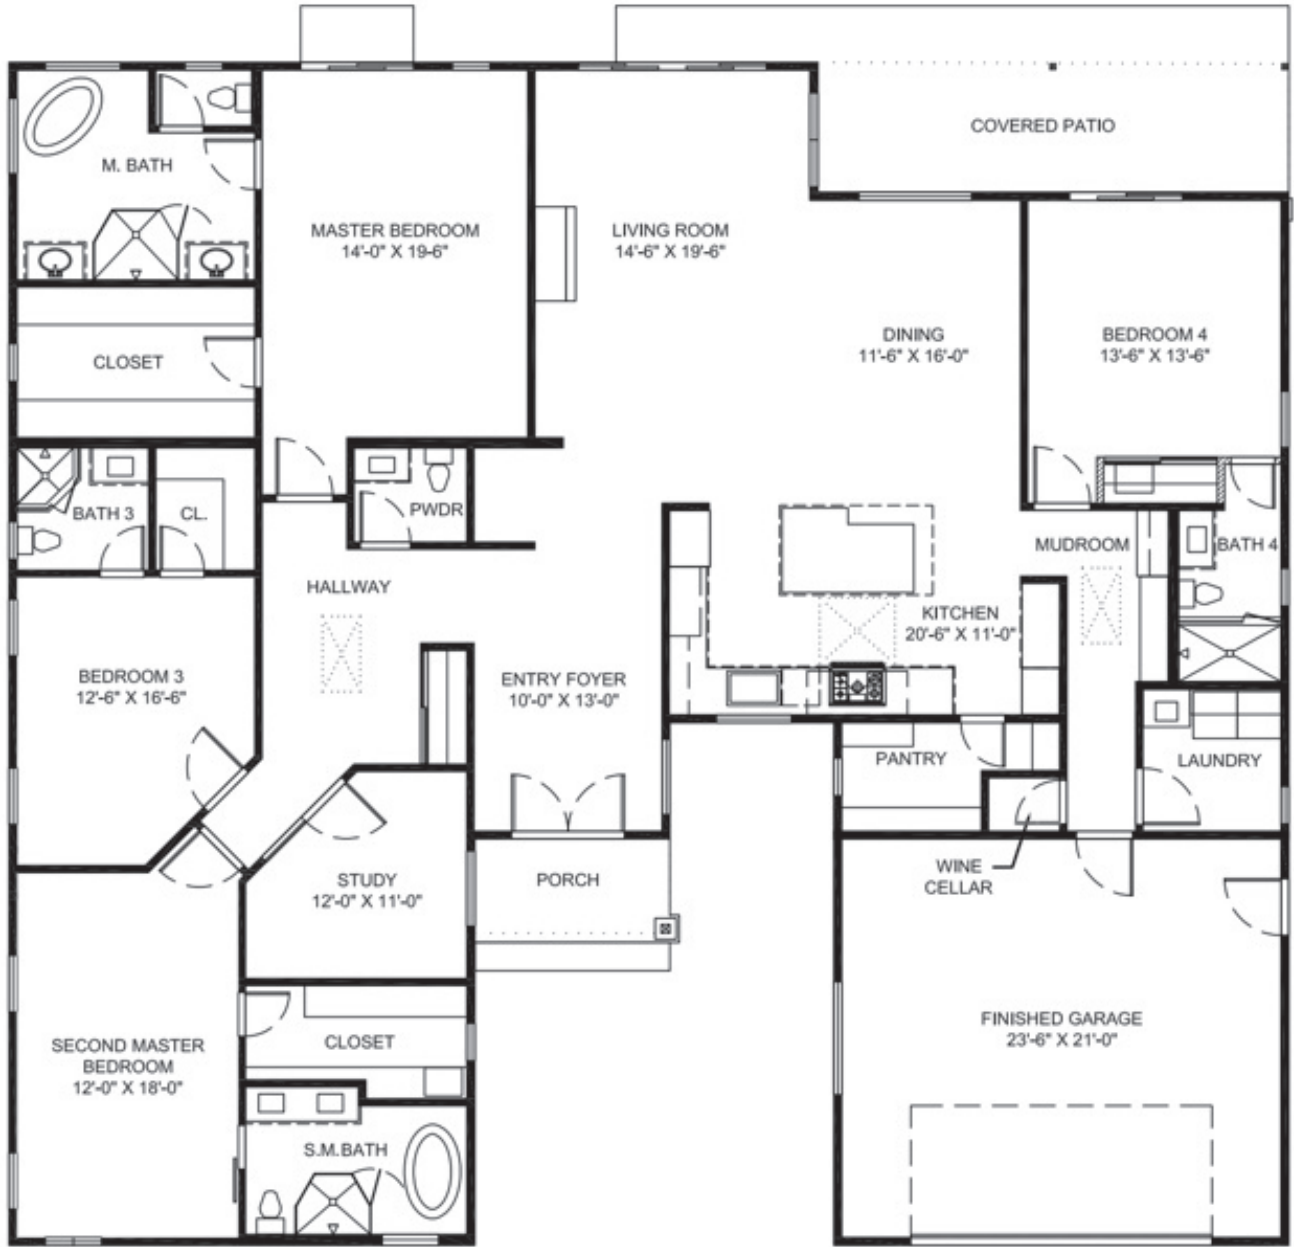 COVERED PATIO
M. BATH
MASTER BEDROOM
14'-0" X 19-6"
LIVING ROOM
14'-6" X 19'-6"
DINING
11'-6" X 16'-0"
BEDROOM 4
13'-6" X 13'-6"
CLOSET
BATH 3
CL.
PWDR
MUDROOM
BATH 4
HALLWAY
KITCHEN
20'-6" X 11'-0"
BEDROOM 3
12'-6" X 16'-6"
ENTRY FOYER
10'-0" X 13'-0"
PANTRY
LAUNDRY
WINE
CELLAR
STUDY
12'-0" X 11'-0"
PORCH
FINISHED GARAGE
23'-6" X 21'-0"
SECOND MASTER
BEDROOM
12'-0" X 18'-0"
CLOSET
S.M.BATH